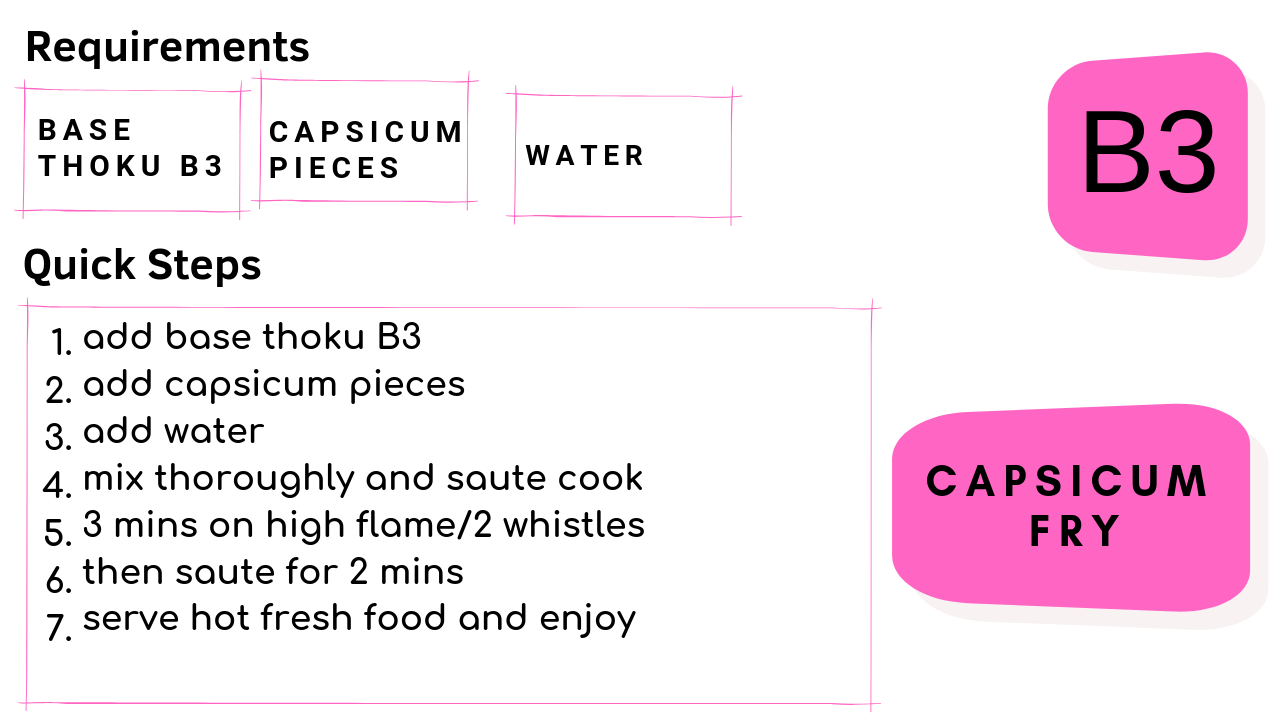 Requirements
BASE
THOKU B3
CAPSICUM
PIECES
WATER
B3
Quick Steps
1. add base thoku B3
2. add capsicum pieces
3. add water
4. mix thoroughly and saute cook
5. 3 mins on high flame/2 whistles
6. then saute for 2 mins
7. serve hot fresh food and enjoy
CAPSICUM
FRY